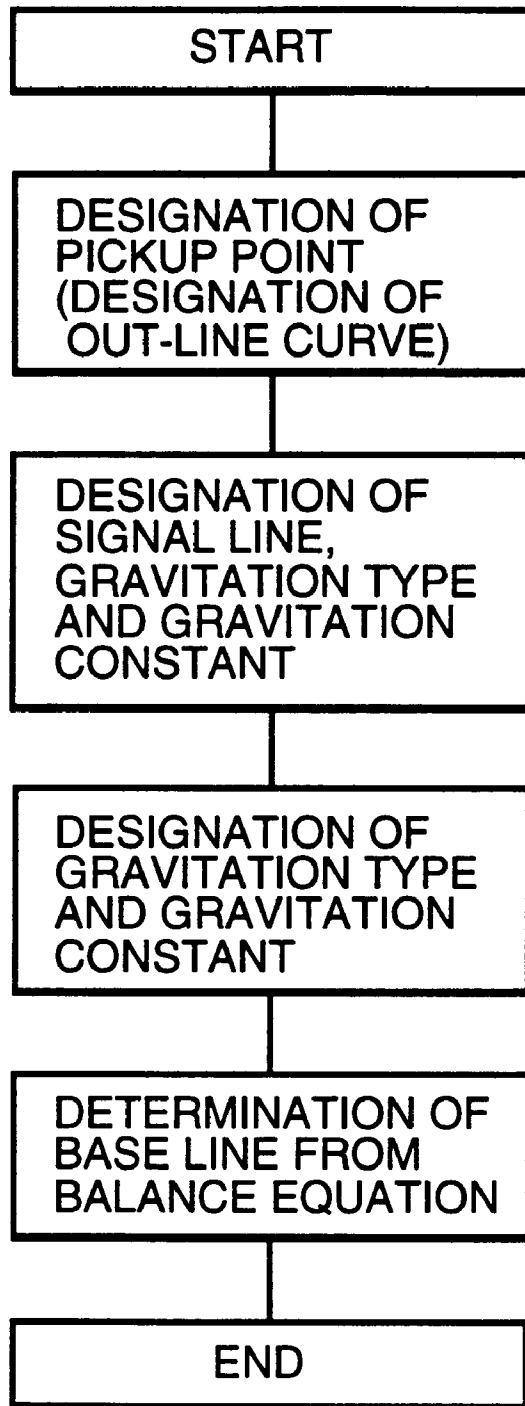 START
DESIGNATION OF
PICKUP POINT
(DESIGNATION OF
OUT-LINE CURVE)
DESIGNATION OF
SIGNAL LINE,
GRAVITATION TYPE
AND GRAVITATION
CONSTANT
DESIGNATION OF
GRAVITATION TYPE
AND GRAVITATION
CONSTANT
DETERMINATION OF
BASE LINE FROM
BALANCE EQUATION
END